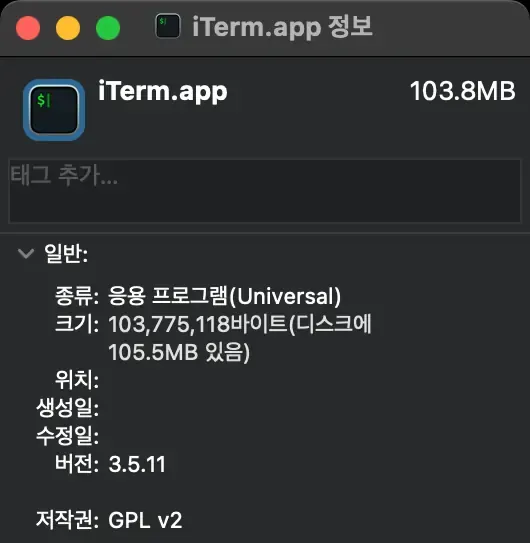 iTerm.app 정보
iTerm.app 103.8MB
태그 추가...
일반:
종류: 응용 프로그램(Universal)
크기: 103,775,118바이트(디스크에
105.5MB 있음)
위치:
생성일:
수정일:
버전: 3.5.11
저작권: GPL v2